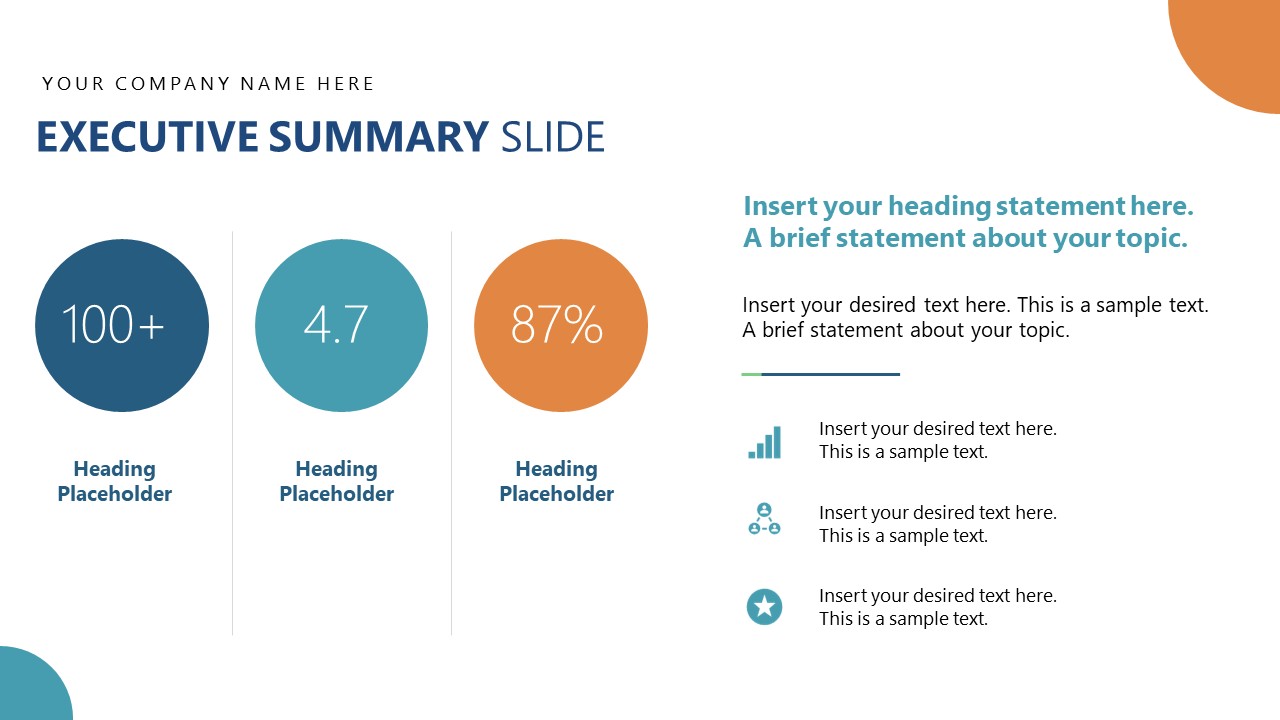 YOUR COMPANY NAME HERE
EXECUTIVE SUMMARY SLIDE
100+
4.7
87%
Heading
Placeholder
Heading
Placeholder
Heading
Placeholder
Insert your heading statement here.
A brief statement about your topic.
Insert your desired text here. This is a sample text.
A brief statement about your topic.
Insert your desired text here.
This is a sample text.
Insert your desired text here.
This is a sample text.
Insert your desired text here.
This is a sample text.